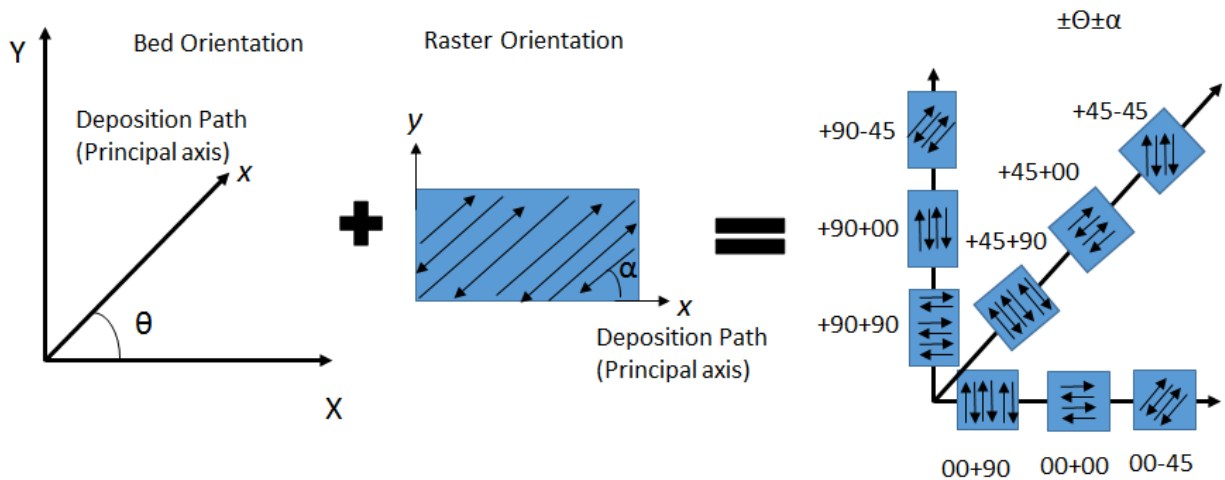 Y
Bed Orientation
Deposition Path
(Principal axis)
x
θ
X
Raster Orientation
y
α
x
Deposition Path
(Principal axis)
±Θ±α
+90-45
+90+00
+90+90
+45-45
+45+00
+45+90
00+90
00+00
00-45